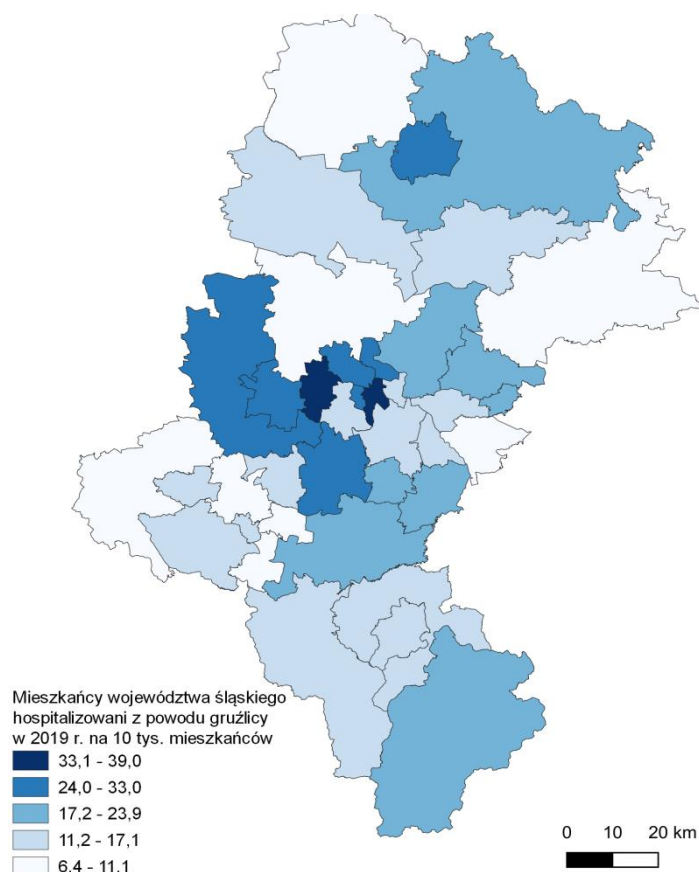 Mieszkańcy województwa śląskiego
hospitalizowani z powodu gruźlicy
w 2019 r. na 10 tys. mieszkańców
33,1 - 39,0
24,0 - 33,0
17,2 - 23,9
11,2 - 17,1
6,4 - 11,1
0 10 20 km